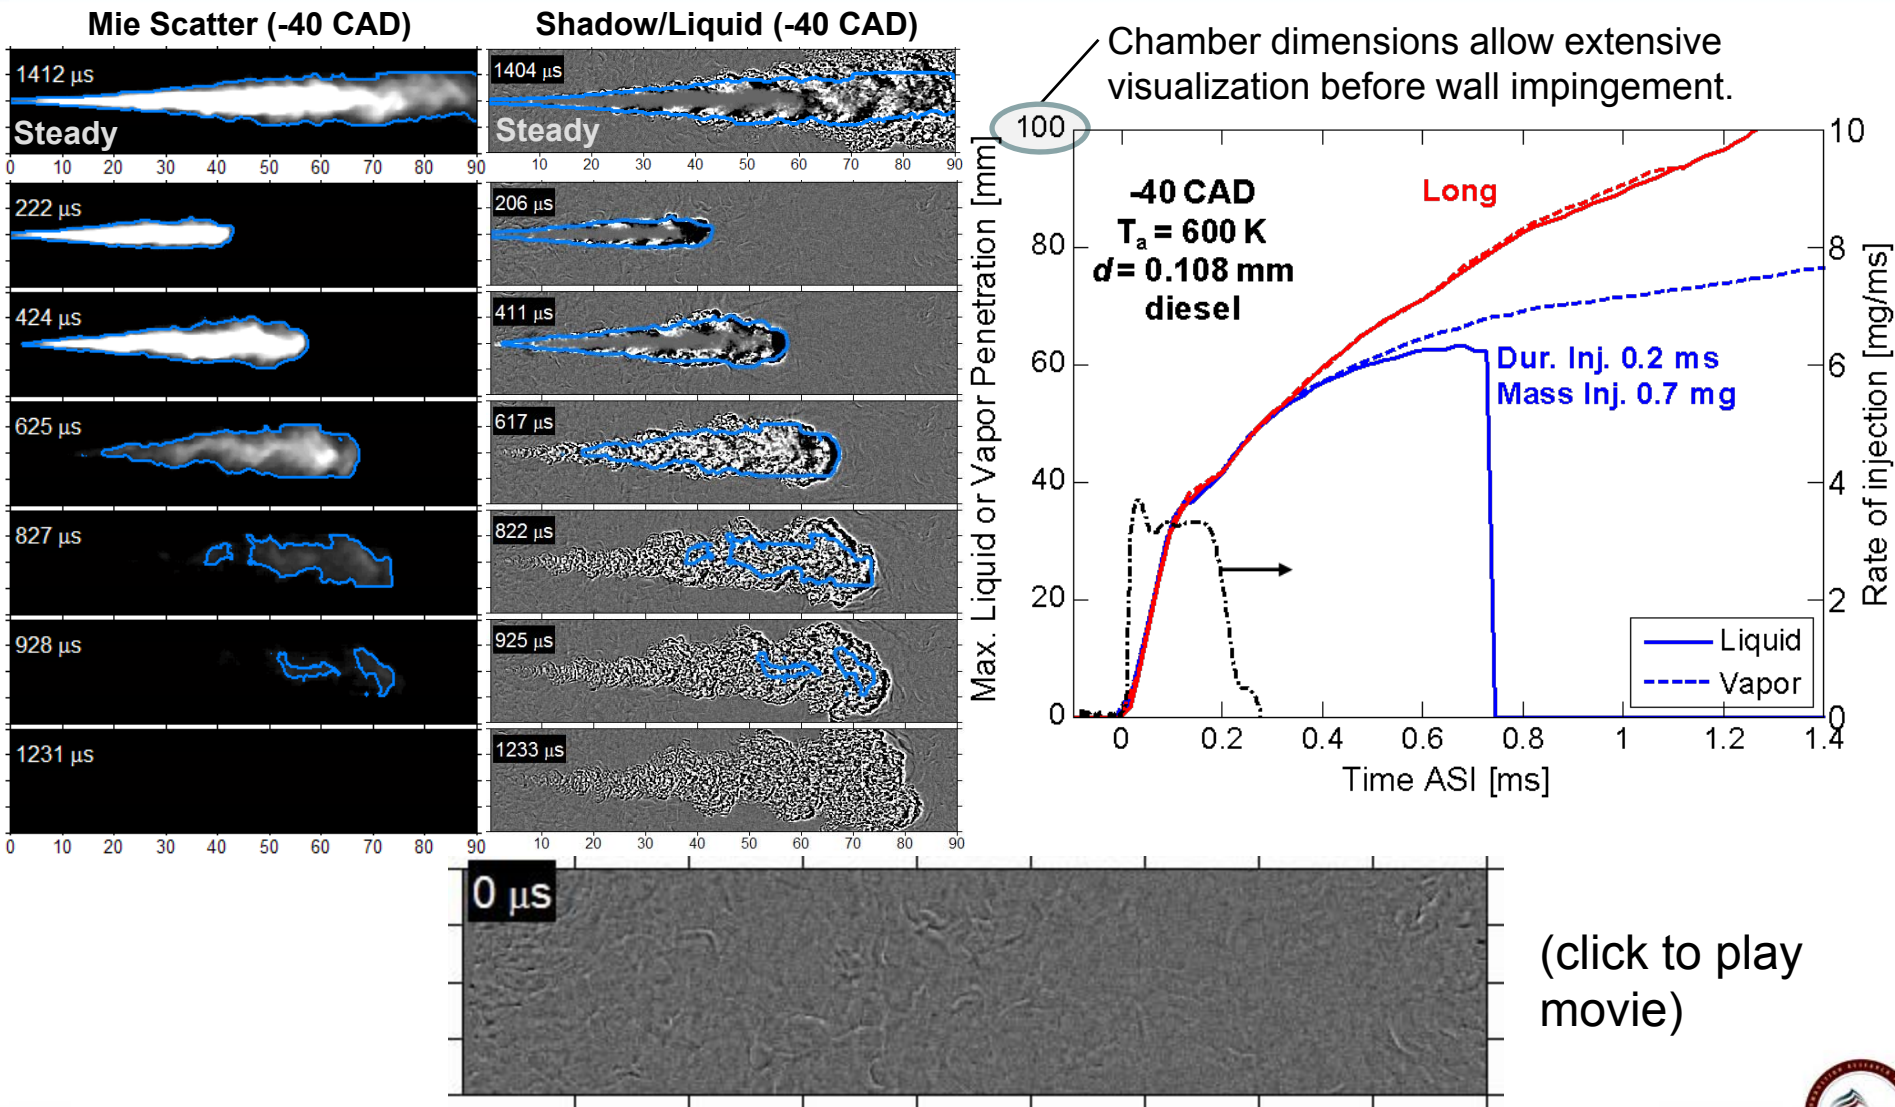 Mie Scatter (-40 CAD)
Shadow/Liquid (-40 CAD)
Chamber dimensions allow extensive
visualization before wall impingement.
1412 µs
Steady
0 10 20 30 40 50 60 70 80 90
222 µs
424 µs
625 µs
827 µs
928 µs
1231 µs
0 10 20 30 40 50 60 70 80 90
1404 µs
Steady
10 20 30 40 50 60 70 80 90
206 µs
411 µs
617 µs
822 µs
925 µs
1233 µs
10 20 30 40 50 60 70 80 90
Max. Liquid or Vapor Penetration [mm]
100
80
60
40
20
0
-40 CAD
Ta = 600 K
d = 0.108 mm
diesel
Long
Dur. Inj. 0.2 ms
Mass Inj. 0.7 mg
Liquid
Vapor
10
8
6
4
2
0
Rate of injection [mg/ms]
0 0.2 0.4 0.6 0.8 1 1.2 1.4
Time ASI [ms]
0 µs
(click to play
movie)